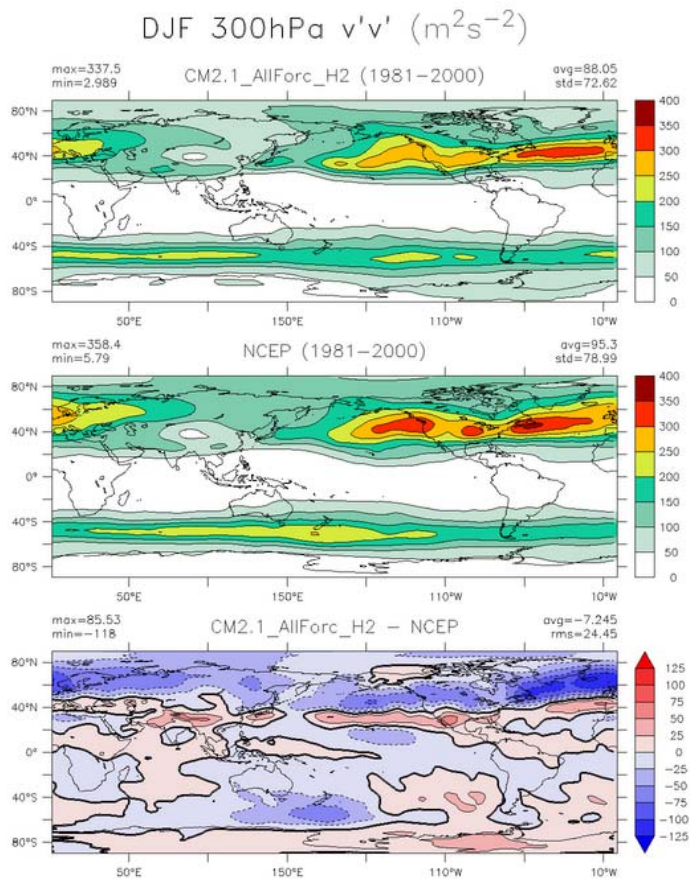 DJF 300hPa v'v' (m²s⁻²)
max=337.5
min=2.989
CM2.1_AllForc_H2 (1981−2000)
avg=88.05
std=72.62
80°N
40°N
0°
40°S
80°S
50°E
150°E
110°W
10°W
400
350
300
250
200
150
100
50
0
max=358.4
min=5.79
NCEP (1981−2000)
avg=95.3
std=78.99
80°N
40°N
0°
40°S
80°S
50°E
150°E
110°W
10°W
400
350
300
250
200
150
100
50
0
max=85.53
min=−118
CM2.1_AllForc_H2 − NCEP
avg=−7.245
rms=24.45
80°N
40°N
0°
40°S
80°S
50°E
150°E
110°W
10°W
125
100
75
50
25
0
−25
−50
−75
−100
−125